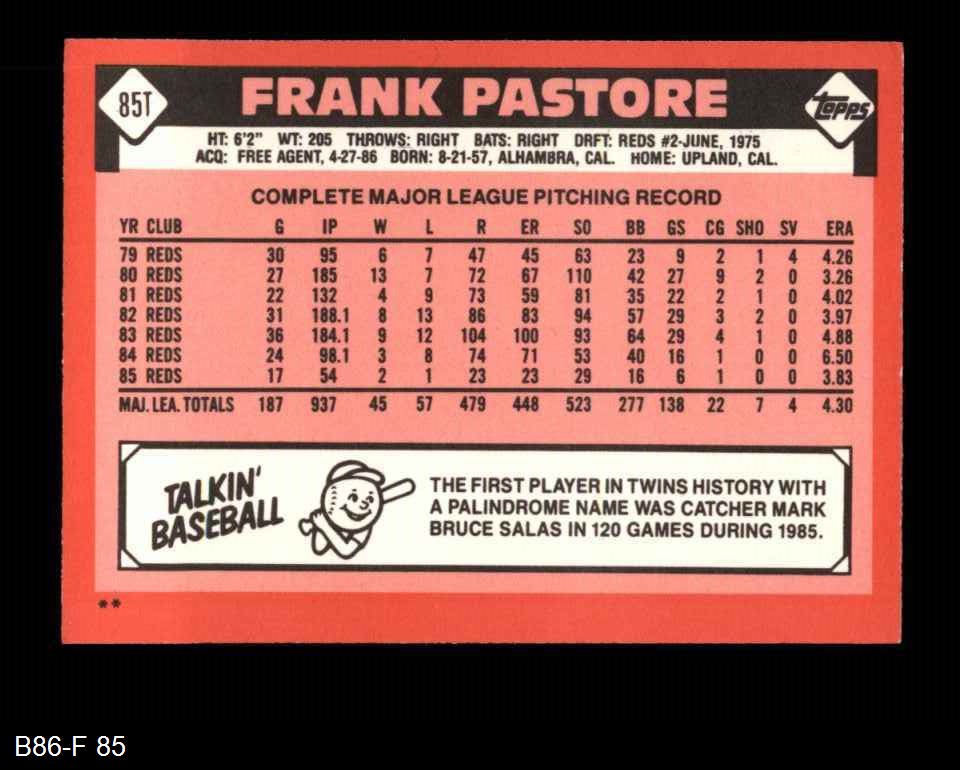 85T
FRANK PASTORE
topps
HT: 6'2" WT: 205 THROWS: RIGHT BATS: RIGHT DRFT: REDS #2-JUNE, 1975
ACQ: FREE AGENT, 4-27-86 BORN: 8-21-57, ALHAMBRA, CAL. HOME: UPLAND, CAL.
COMPLETE MAJOR LEAGUE PITCHING RECORD
YR CLUB G IP W L R ER SO BB GS CG SHO SV ERA
79 REDS 30 95 6 7 47 45 63 23 9 2 1 4 4.26
80 REDS 27 185 13 7 72 67 110 42 27 9 2 0 3.26
81 REDS 22 132 4 9 73 59 81 35 22 2 1 0 4.02
82 REDS 31 188.1 8 13 86 83 94 57 29 3 2 0 3.97
83 REDS 36 184.1 9 12 104 100 93 64 29 4 1 0 4.88
84 REDS 24 98.1 3 8 74 71 53 40 16 1 0 0 6.50
85 REDS 17 54 2 1 23 23 29 16 6 1 0 0 3.83
MAJ. LEA. TOTALS 187 937 45 57 479 448 523 277 138 22 7 4 4.30
TALKIN'
BASEBALL
THE FIRST PLAYER IN TWINS HISTORY WITH
A PALINDROME NAME WAS CATCHER MARK
BRUCE SALAS IN 120 GAMES DURING 1985.
**
B86-F 85